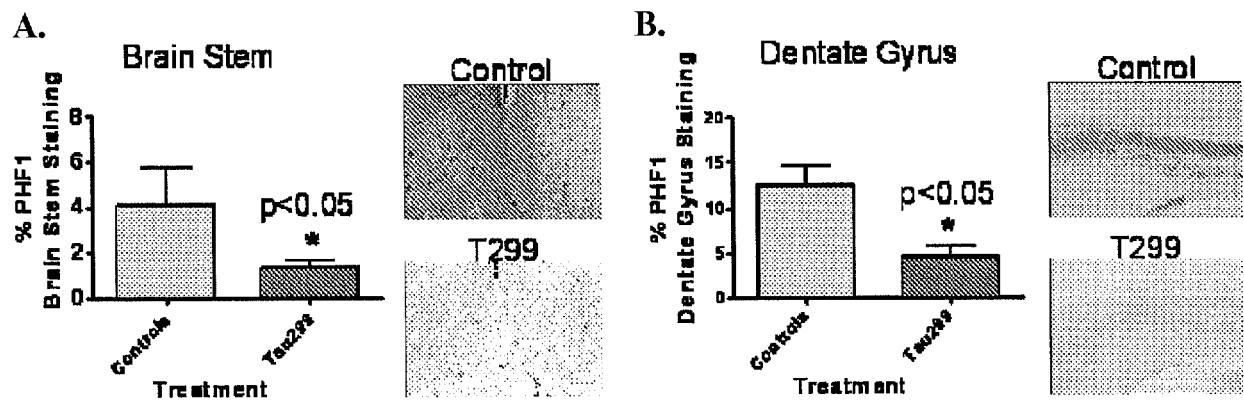 A.
Brain Stem
% PHF1
Brain Stem Staining
8
6
4
2
0
p<0.05
*
Controls
Tau299
Treatment
Control
T299
B.
Dentate Gyrus
% PHF1
Dentate Gyrus Staining
20
15
10
5
0
p<0.05
*
Controls
Tau299
Treatment
Control
T299